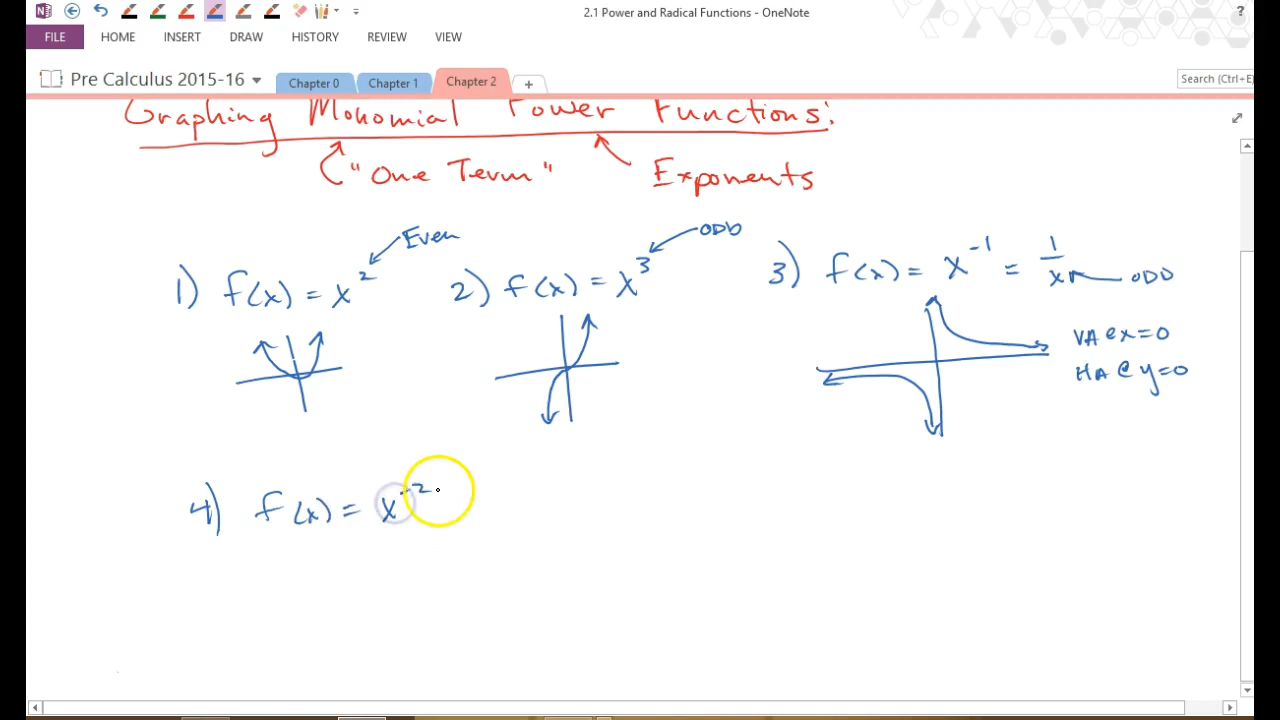 2.1 Power and Radical Functions - OneNote
?
FILE HOME INSERT DRAW HISTORY REVIEW VIEW
Pre Calculus 2015-16 Chapter 0 Chapter 1 Chapter 2 + Search (Ctrl+E)
Graphing Monomial Power Functions:
"One Term" Exponents
Even ODD
1) f(x) = x² 2) f(x) = x³ 3) f(x) = x⁻¹ = 1/x ODD
VA @ x=0
HA @ y=0
4) f(x) = x⁻²